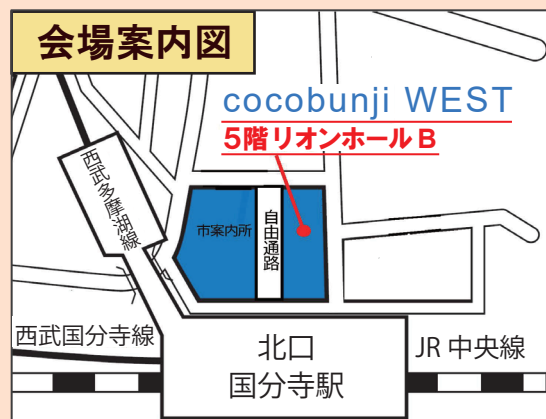 会場案内図
cocobunji WEST
5階リオンホールB
西武多摩湖線
市案内所
自由通路
西武国分寺線
北口
国分寺駅
JR中央線